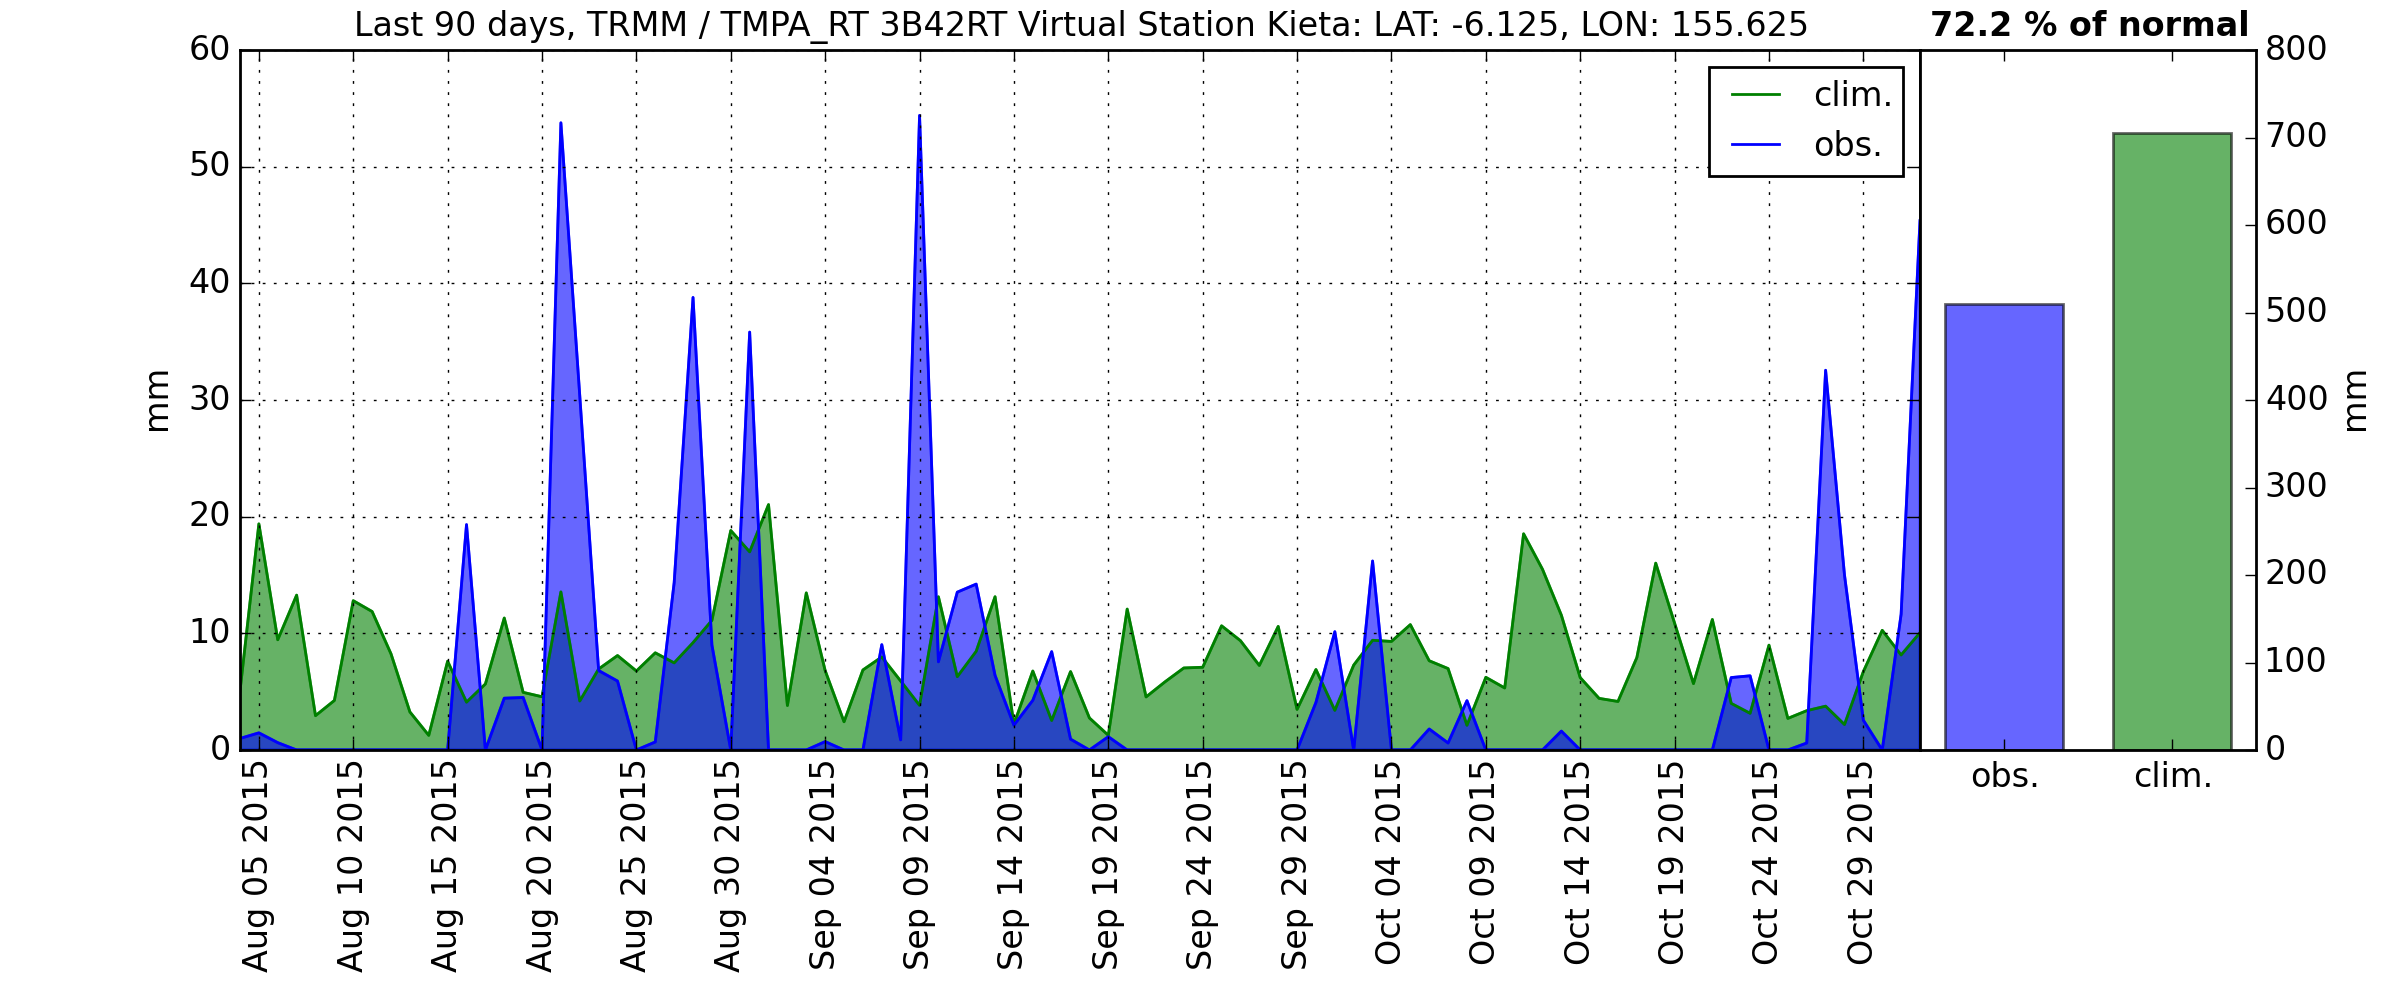 Last 90 days, TRMM / TMPA_RT 3B42RT Virtual Station Kieta: LAT: -6.125, LON: 155.625
72.2 % of normal
60
50
40
30
20
10
0
mm
clim.
obs.
800
700
600
500
400
300
200
100
0
mm
Aug 05 2015
Aug 10 2015
Aug 15 2015
Aug 20 2015
Aug 25 2015
Aug 30 2015
Sep 04 2015
Sep 09 2015
Sep 14 2015
Sep 19 2015
Sep 24 2015
Sep 29 2015
Oct 04 2015
Oct 09 2015
Oct 14 2015
Oct 19 2015
Oct 24 2015
Oct 29 2015
obs.
clim.